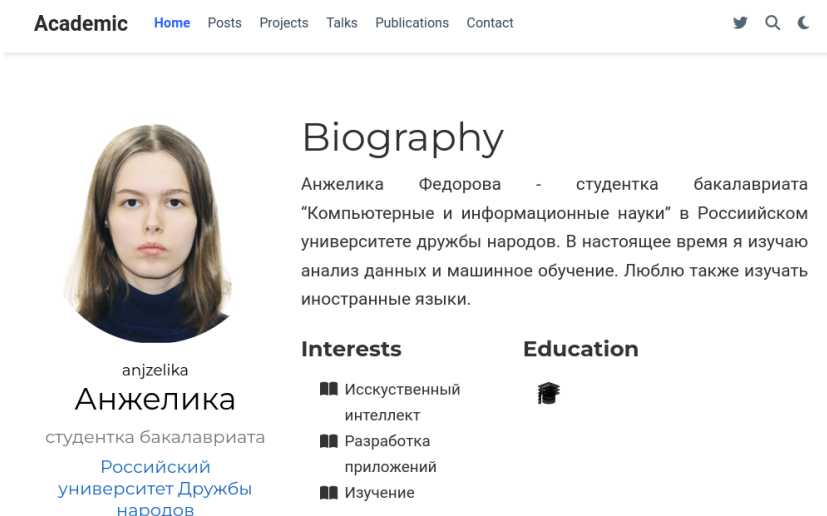 Academic Home Posts Projects Talks Publications Contact
Biography
Анжелика Федорова - студентка бакалавриата
“Компьютерные и информационные науки” в Россиийском
университете дружбы народов. В настоящее время я изучаю
анализ данных и машинное обучение. Люблю также изучать
иностранные языки.
anjzelika
Анжелика
студентка бакалавриата
Российский
университет Дружбы
народов
Interests
Исскуственный
интеллект
Разработка
приложений
Изучение
Education